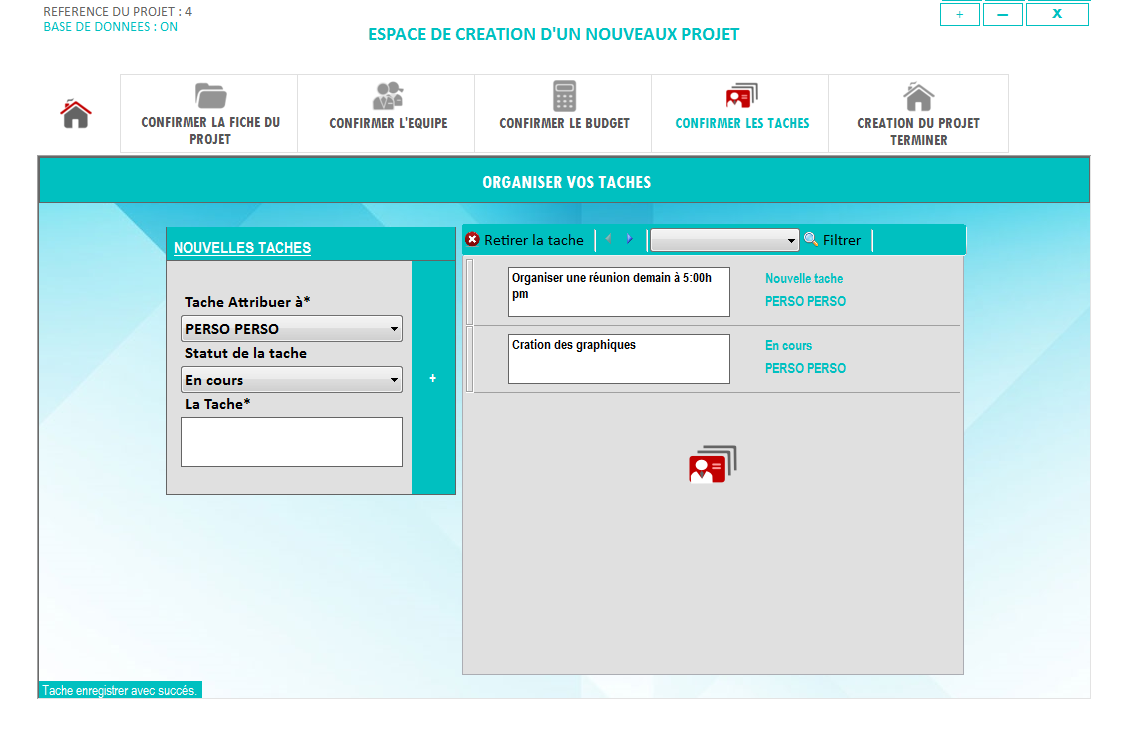 REFERENCE DU PROJET : 4
BASE DE DONNEES : ON
ESPACE DE CREATION D'UN NOUVEAUX PROJET
+ – X
CONFIRMER LA FICHE DU
PROJET
CONFIRMER L'EQUIPE
CONFIRMER LE BUDGET
CONFIRMER LES TACHES
CREATION DU PROJET
TERMINER
ORGANISER VOS TACHES
NOUVELLES TACHES
Tache Attribuer à*
PERSO PERSO
Statut de la tache
En cours
+
La Tache*
Retirer la tache
Filtrer
Organiser une réunion demain à 5:00h
pm
Nouvelle tache
PERSO PERSO
Cration des graphiques
En cours
PERSO PERSO
Tache enregistrer avec succés.